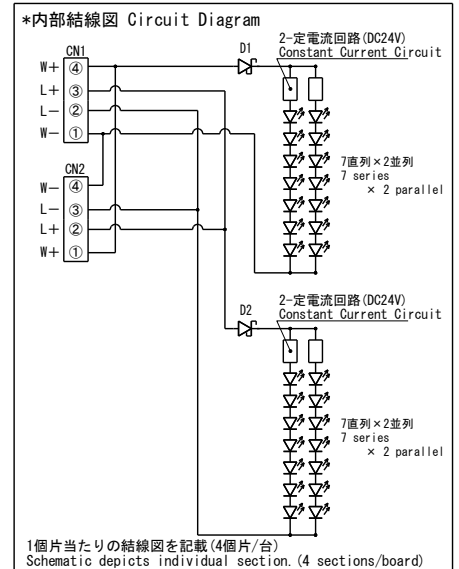 *内部結線図 Circuit Diagram
2-定電流回路(DC24V)
Constant Current Circuit
CN1
D1
W+ ④
L+ ③
L- ②
W- ①
7直列×2並列
7 series
× 2 parallel
CN2
W- ④
L- ③
L+ ②
W+ ①
2-定電流回路(DC24V)
Constant Current Circuit
D2
7直列×2並列
7 series
× 2 parallel
1個片当たりの結線図を記載(4個片/台)
Schematic depicts individual section.(4 sections/board)